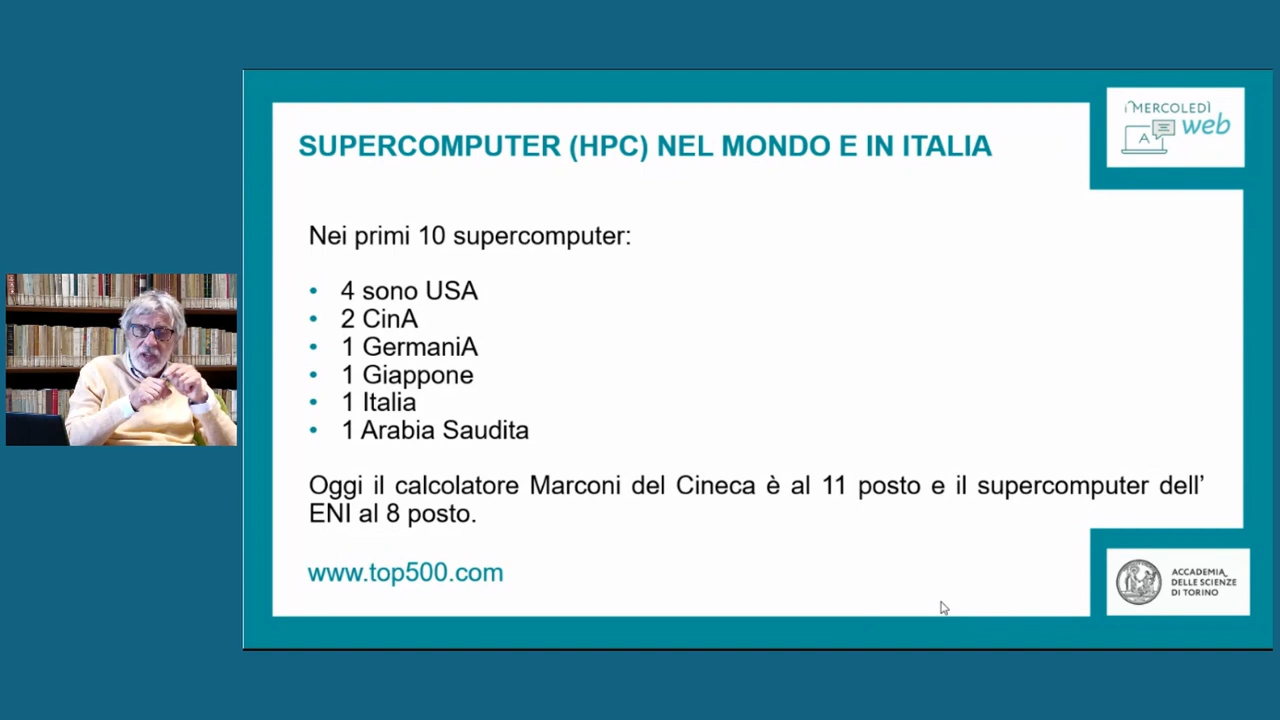 SUPERCOMPUTER (HPC) NEL MONDO E IN ITALIA
i MERCOLEDÌ
A
web
Nei primi 10 supercomputer:
• 4 sono USA
• 2 CinA
• 1 GermaniA
• 1 Giappone
• 1 Italia
• 1 Arabia Saudita
Oggi il calcolatore Marconi del Cineca è al 11 posto e il supercomputer dell’
ENI al 8 posto.
www.top500.com
ACCADEMIA
DELLE SCIENZE
DI TORINO